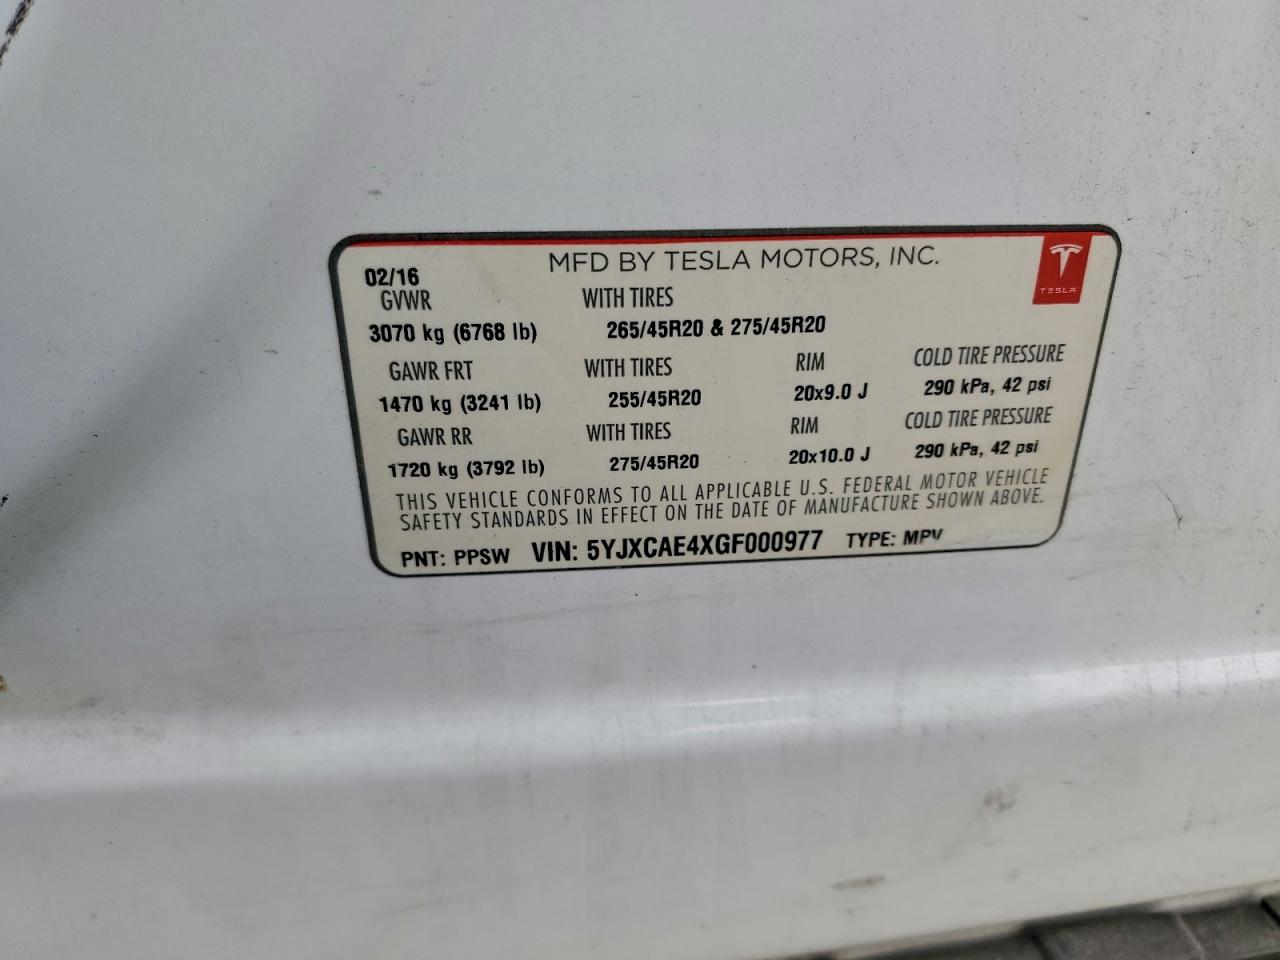 MFD BY TESLA MOTORS, INC.
TESLA
02/16
GVWR WITH TIRES
3070 kg (6768 lb) 265/45R20 & 275/45R20
GAWR FRT WITH TIRES RIM COLD TIRE PRESSURE
1470 kg (3241 lb) 255/45R20 20x9.0 J 290 kPa, 42 psi
GAWR RR WITH TIRES RIM COLD TIRE PRESSURE
1720 kg (3792 lb) 275/45R20 20x10.0 J 290 kPa, 42 psi
THIS VEHICLE CONFORMS TO ALL APPLICABLE U.S. FEDERAL MOTOR VEHICLE
SAFETY STANDARDS IN EFFECT ON THE DATE OF MANUFACTURE SHOWN ABOVE.
PNT: PPSW VIN: 5YJXCAE4XGF000977 TYPE: MPV